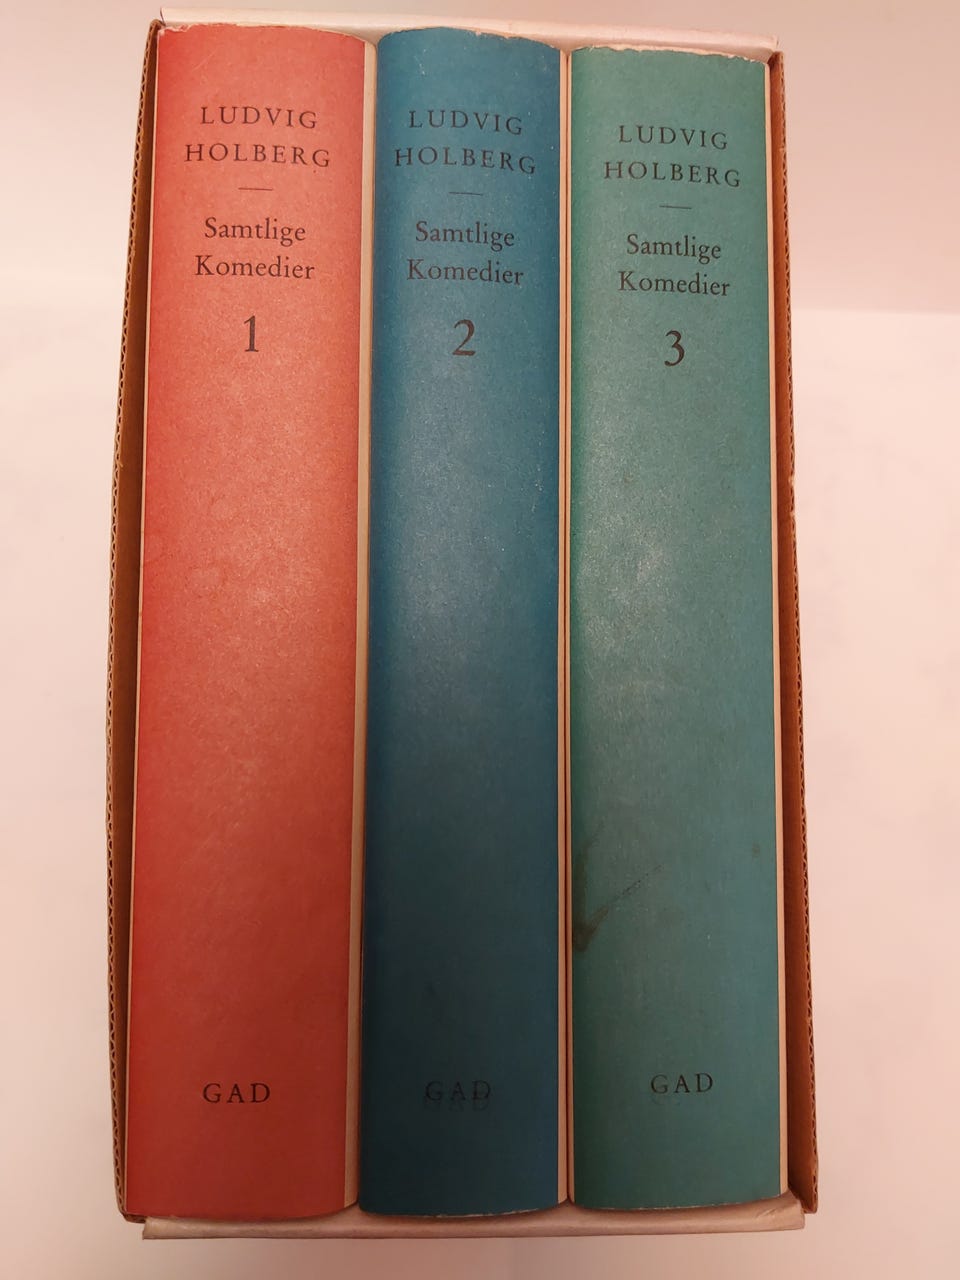 LUDVIG
HOLBERG
Samtlige
Komedier
1
GAD
LUDVIG
HOLBERG
Samtlige
Komedier
2
GAD
LUDVIG
HOLBERG
Samtlige
Komedier
3
GAD